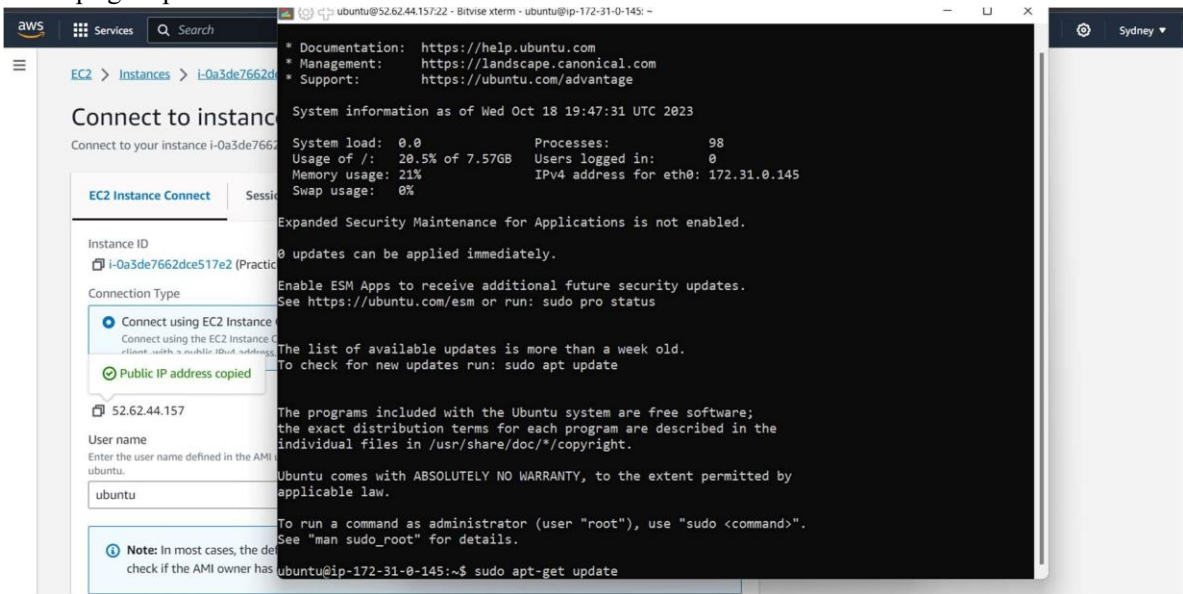 ubuntu@52.62.44.157:22 - Bitvise xterm - ubuntu@ip-172-31-0-145: ~
aws
Services
Search
Sydney
EC2 > Instances > i-0a3de7662d
Connect to instanc
Connect to your instance i-0a3de7662
EC2 Instance Connect
Sessio
Instance ID
i-0a3de7662dce517e2 (Practic
Connection Type
Connect using EC2 Instance
Connect using the EC2 Instance C
client, with a public IPv4 address.
Public IP address copied
52.62.44.157
User name
Enter the user name defined in the AMI u
ubuntu.
ubuntu
Note: In most cases, the def
check if the AMI owner has
* Documentation: https://help.ubuntu.com
* Management: https://landscape.canonical.com
* Support: https://ubuntu.com/advantage
System information as of Wed Oct 18 19:47:31 UTC 2023
System load: 0.0 Processes: 98
Usage of /: 20.5% of 7.57GB Users logged in: 0
Memory usage: 21% IPv4 address for eth0: 172.31.0.145
Swap usage: 0%
Expanded Security Maintenance for Applications is not enabled.
0 updates can be applied immediately.
Enable ESM Apps to receive additional future security updates.
See https://ubuntu.com/esm or run: sudo pro status
The list of available updates is more than a week old.
To check for new updates run: sudo apt update
The programs included with the Ubuntu system are free software;
the exact distribution terms for each program are described in the
individual files in /usr/share/doc/*/copyright.
Ubuntu comes with ABSOLUTELY NO WARRANTY, to the extent permitted by
applicable law.
To run a command as administrator (user "root"), use "sudo <command>".
See "man sudo_root" for details.
ubuntu@ip-172-31-0-145:~$ sudo apt-get update